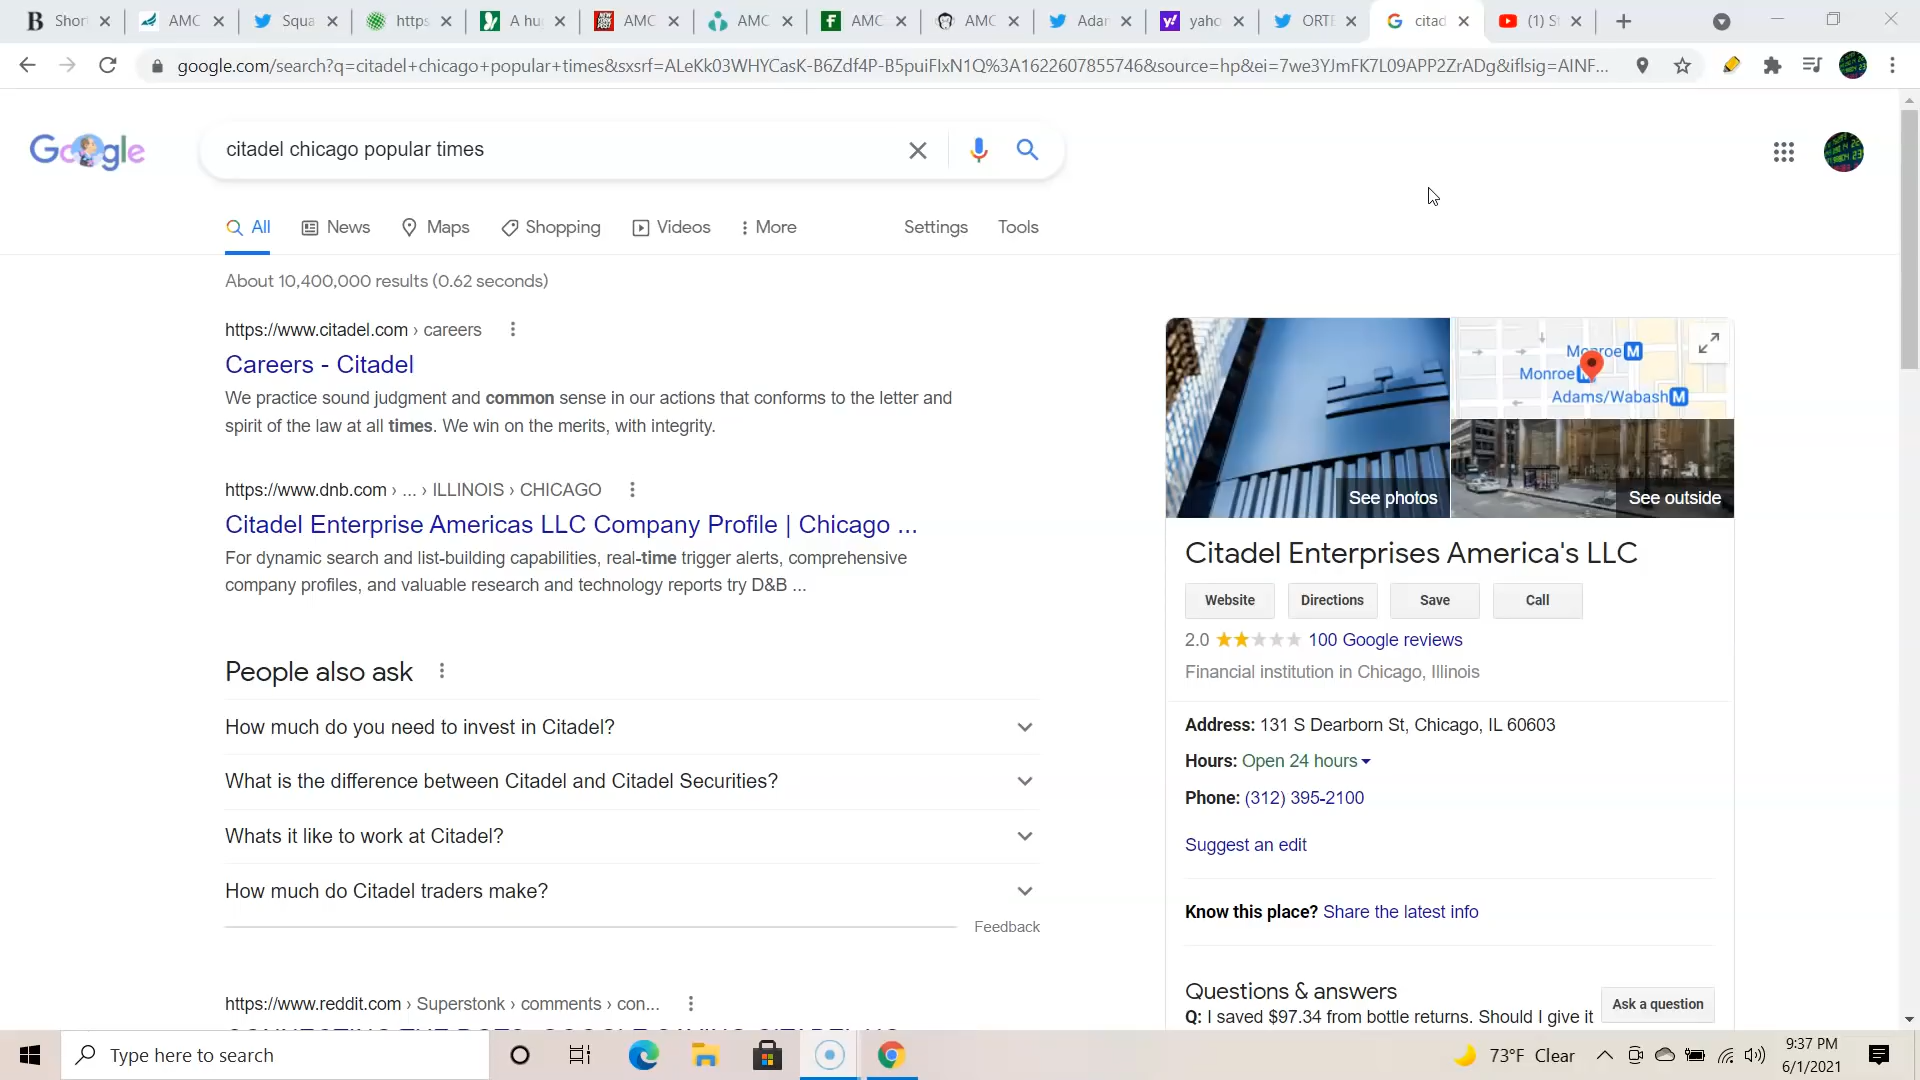 Shor
AMC
Squa
https
A hu
AMC
AMC
AMC
AMC
Adar
yaho
ORTE
citad
(1) S
google.com/search?q=citadel+chicago+popular+times&sxsrf=ALeKk03WHYCasK-B6Zdf4P-B5puiFIxN1Q%3A1622607855746&source=hp&ei=7we3YJmFK7L09APP2ZrADg&iflsig=AINF...
Google
citadel chicago popular times
All News Maps Shopping Videos More Settings Tools
About 10,400,000 results (0.62 seconds)
https://www.citadel.com › careers
Careers - Citadel
We practice sound judgment and common sense in our actions that conforms to the letter and
spirit of the law at all times. We win on the merits, with integrity.
https://www.dnb.com › ... › ILLINOIS › CHICAGO
Citadel Enterprise Americas LLC Company Profile | Chicago ...
For dynamic search and list-building capabilities, real-time trigger alerts, comprehensive
company profiles, and valuable research and technology reports try D&B ...
People also ask
How much do you need to invest in Citadel?
What is the difference between Citadel and Citadel Securities?
Whats it like to work at Citadel?
How much do Citadel traders make?
Feedback
https://www.reddit.com › Superstonk › comments › con...
Monroe M
Monroe
Adams/Wabash M
See photos
See outside
Citadel Enterprises America's LLC
Website Directions Save Call
2.0 100 Google reviews
Financial institution in Chicago, Illinois
Address: 131 S Dearborn St, Chicago, IL 60603
Hours: Open 24 hours
Phone: (312) 395-2100
Suggest an edit
Know this place? Share the latest info
Questions & answers
Ask a question
Q: I saved $97.34 from bottle returns. Should I give it
Type here to search
73°F Clear
9:37 PM
6/1/2021